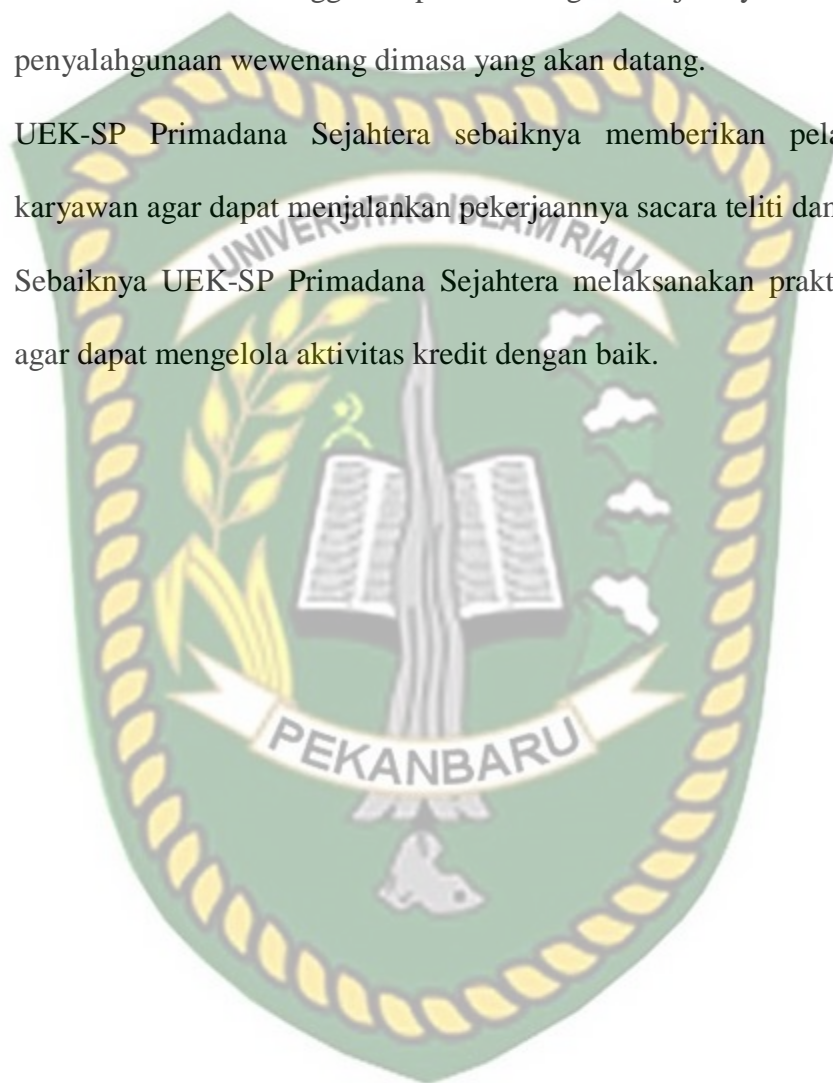 penyalahgunaan wewenang dimasa yang akan datang.
UEK-SP Primadana Sejahtera sebaiknya memberikan
karyawan agar dapat menjalankan pekerjaannya sacara teliti dan
Sebaiknya UEK-SP Primadana Sejahtera melaksanakan
agar dapat mengelola aktivitas kredit dengan baik.
UNIVERSITAS ISLAM RIAU
PEKANBARU